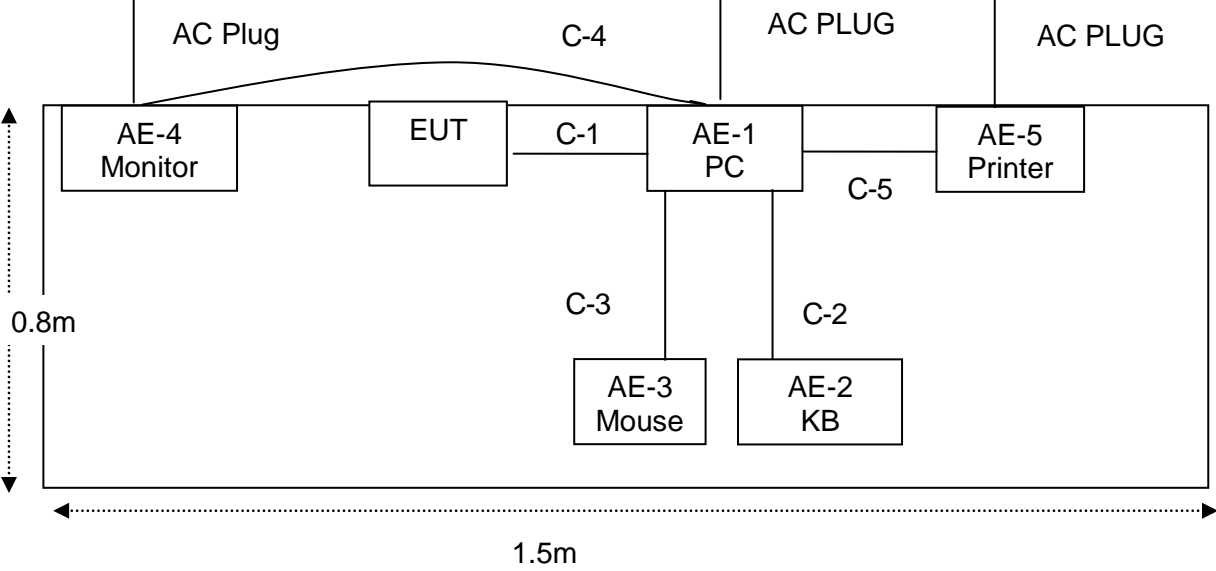 AC Plug
C-4
AC PLUG
AC PLUG
AE-4
Monitor
EUT
C-1
AE-1
PC
AE-5
Printer
C-5
C-3
C-2
0.8m
AE-3
Mouse
AE-2
KB
1.5m